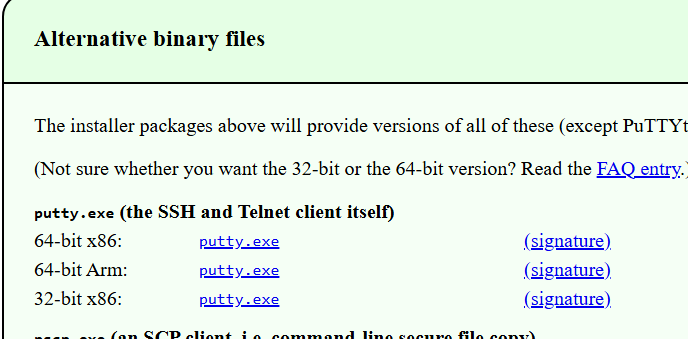 Alternative binary files
The installer packages above will provide versions of all of these (except PuTTYt
(Not sure whether you want the 32-bit or the 64-bit version? Read the FAQ entry.)
putty.exe (the SSH and Telnet client itself)
64-bit x86: putty.exe (signature)
64-bit Arm: putty.exe (signature)
32-bit x86: putty.exe (signature)
pscp.exe (an SCP client, i.e. command-line secure file copy)